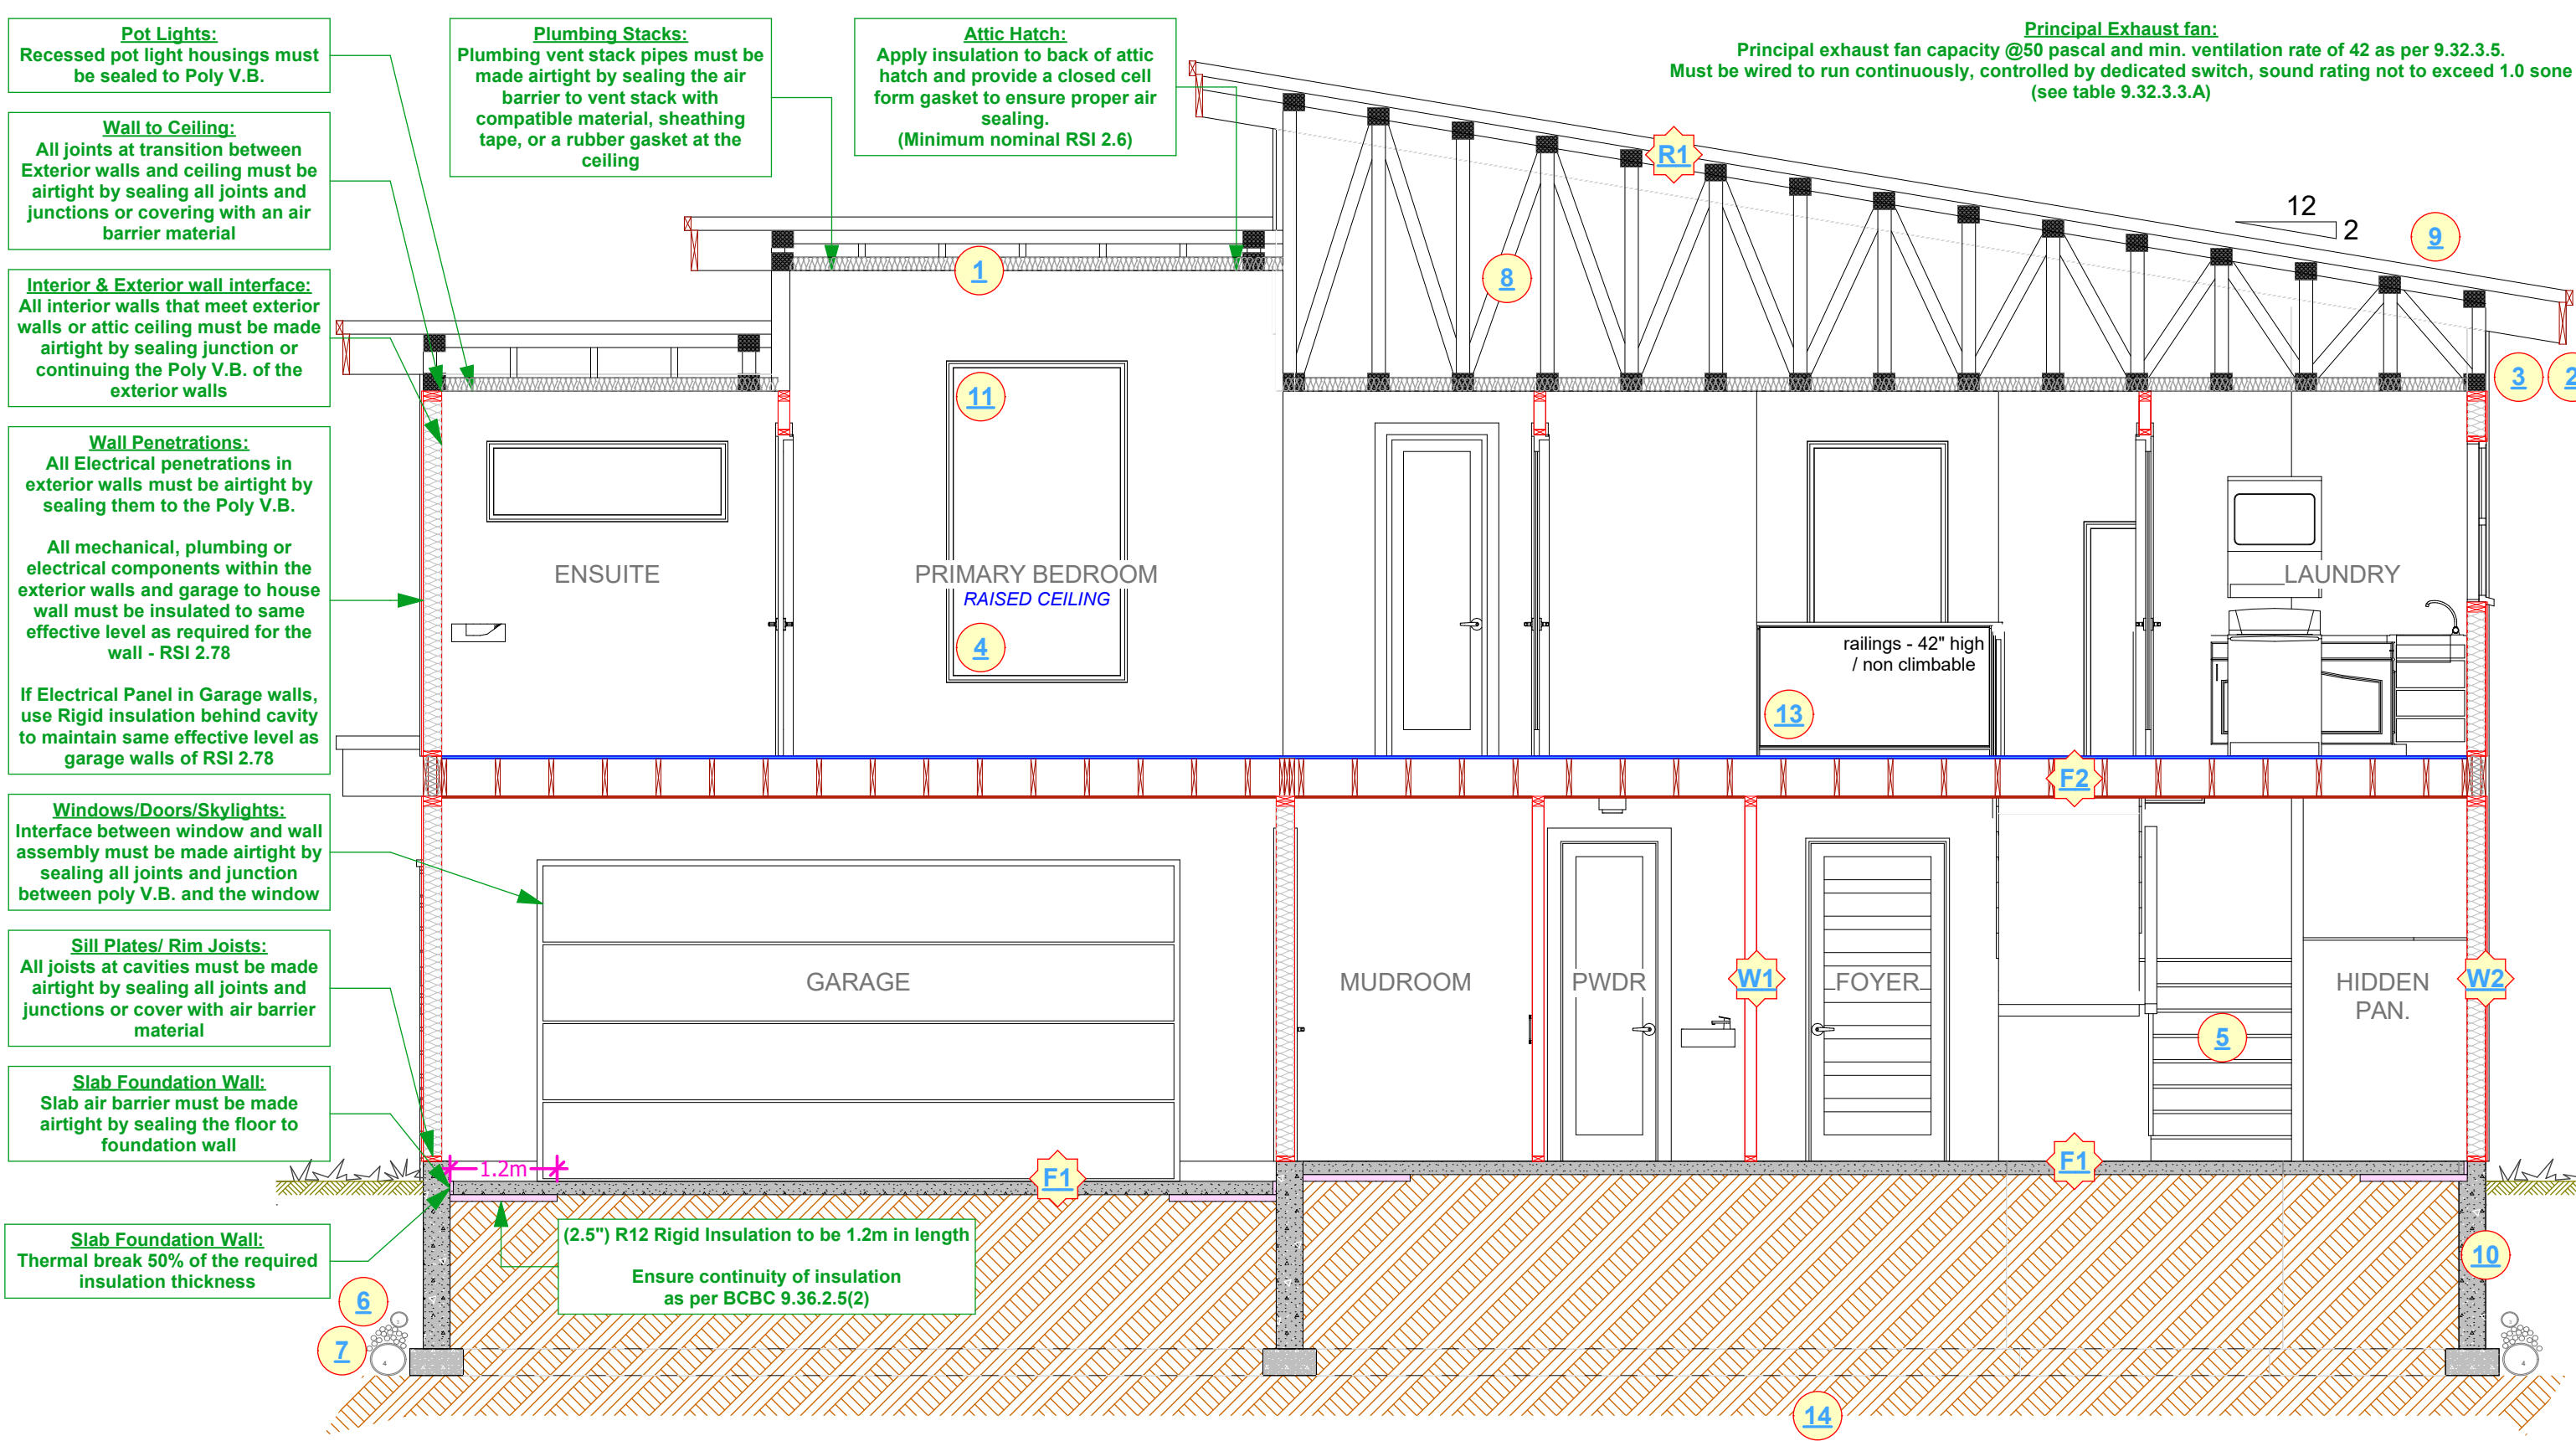 Pot Lights:
Recessed pot light housings must
be sealed to Poly V.B.
Wall to Ceiling:
All joints at transition between
Exterior walls and ceiling must be
airtight by sealing all joints and
junctions or covering with an air
barrier material
Interior & Exterior wall interface:
All interior walls that meet exterior
walls or attic ceiling must be made
airtight by sealing junction or
continuing the Poly V.B. of the
exterior walls
Wall Penetrations:
All Electrical penetrations in
exterior walls must be airtight by
sealing them to the Poly V.B.
All mechanical, plumbing or
electrical components within the
exterior walls and garage to house
wall must be insulated to same
effective level as required for the
wall - RSI 2.78
If Electrical Panel in Garage walls,
use Rigid insulation behind cavity
to maintain same effective level as
garage walls of RSI 2.78
Windows/Doors/Skylights:
Interface between window and wall
assembly must be made airtight by
sealing all joints and junction
between poly V.B. and the window
Sill Plates/ Rim Joists:
All joists at cavities must be made
airtight by sealing all joints and
junctions or cover with air barrier
material
Slab Foundation Wall:
Slab air barrier must be made
airtight by sealing the floor to
foundation wall
Slab Foundation Wall:
Thermal break 50% of the required
insulation thickness
Plumbing Stacks:
Plumbing vent stack pipes must be
made airtight by sealing the air
barrier to vent stack with
compatible material, sheathing
tape, or a rubber gasket at the
ceiling
Attic Hatch:
Apply insulation to back of attic
hatch and provide a closed cell
form gasket to ensure proper air
sealing.
(Minimum nominal RSI 2.6)
Principal Exhaust fan:
Principal exhaust fan capacity @50 pascal and min. ventilation rate of 42 as per 9.32.3.5.
Must be wired to run continuously, controlled by dedicated switch, sound rating not to exceed 1.0 sone
(see table 9.32.3.3.A)
R1
12
2
9
1
8
3
2
11
ENSUITE
PRIMARY BEDROOM
RAISED CEILING
LAUNDRY
4
railings - 42" high
/ non climbable
13
F2
GARAGE
MUDROOM
PWDR
W1
FOYER
HIDDEN
PAN.
W2
5
1.2m
F1
F1
(2.5") R12 Rigid Insulation to be 1.2m in length
Ensure continuity of insulation
as per BCBC 9.36.2.5(2)
10
6
7
4
4
14